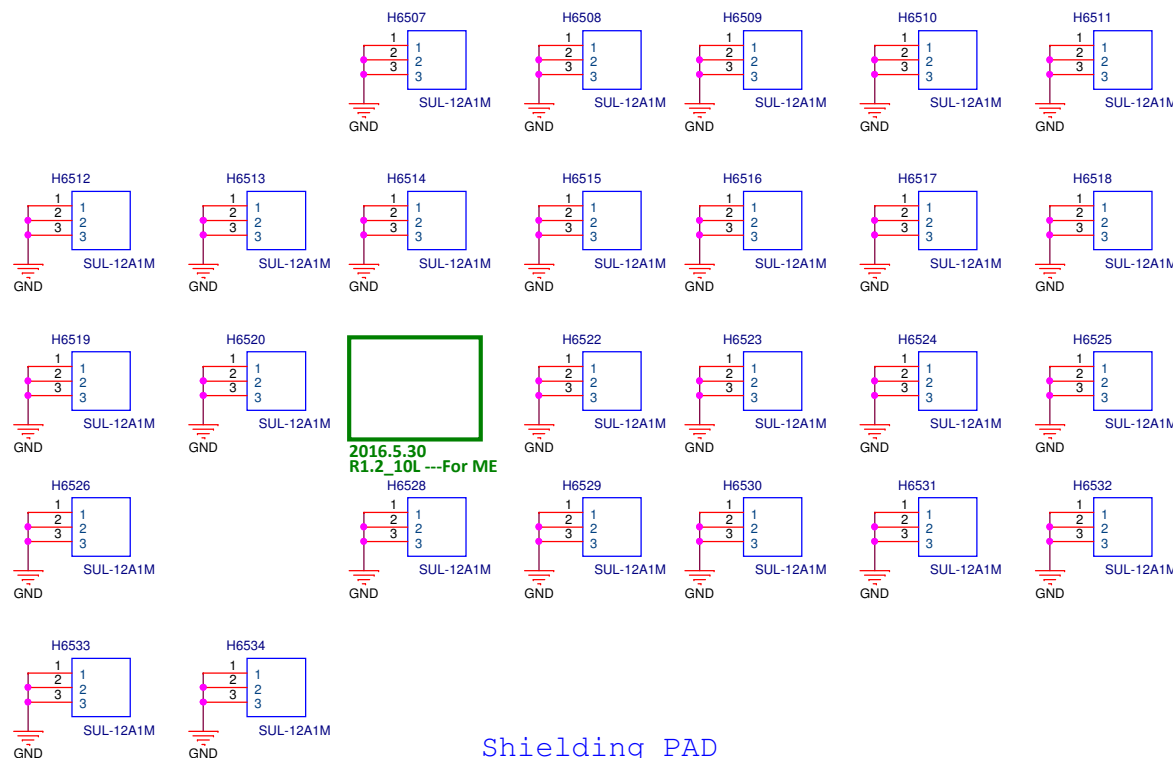 H6507 H6508 H6509 H6510 H6511
1 1 1 1 1 1 1 1 1 1
2 2 2 2 2 2 2 2 2 2
3 3 3 3 3 3 3 3 3 3
SUL-12A1M SUL-12A1M SUL-12A1M SUL-12A1M SUL-12A1M
GND GND GND GND GND
H6512 H6513 H6514 H6515 H6516 H6517 H6518
1 1 1 1 1 1 1 1 1 1 1 1 1 1
2 2 2 2 2 2 2 2 2 2 2 2 2 2
3 3 3 3 3 3 3 3 3 3 3 3 3 3
SUL-12A1M SUL-12A1M SUL-12A1M SUL-12A1M SUL-12A1M SUL-12A1M SUL-12A1M
GND GND GND GND GND GND GND
H6519 H6520 H6522 H6523 H6524 H6525
1 1 1 1 1 1 1 1 1 1 1 1
2 2 2 2 2 2 2 2 2 2 2 2
3 3 3 3 3 3 3 3 3 3 3 3
SUL-12A1M SUL-12A1M SUL-12A1M SUL-12A1M SUL-12A1M SUL-12A1M
GND GND GND GND GND GND
2016.5.30
R1.2_10L ---For ME
H6526 H6528 H6529 H6530 H6531 H6532
1 1 1 1 1 1 1 1 1 1 1 1
2 2 2 2 2 2 2 2 2 2 2 2
3 3 3 3 3 3 3 3 3 3 3 3
SUL-12A1M SUL-12A1M SUL-12A1M SUL-12A1M SUL-12A1M SUL-12A1M
GND GND GND GND GND GND
H6533 H6534
1 1 1 1
2 2 2 2
3 3 3 3
SUL-12A1M SUL-12A1M
GND GND
Shielding PAD